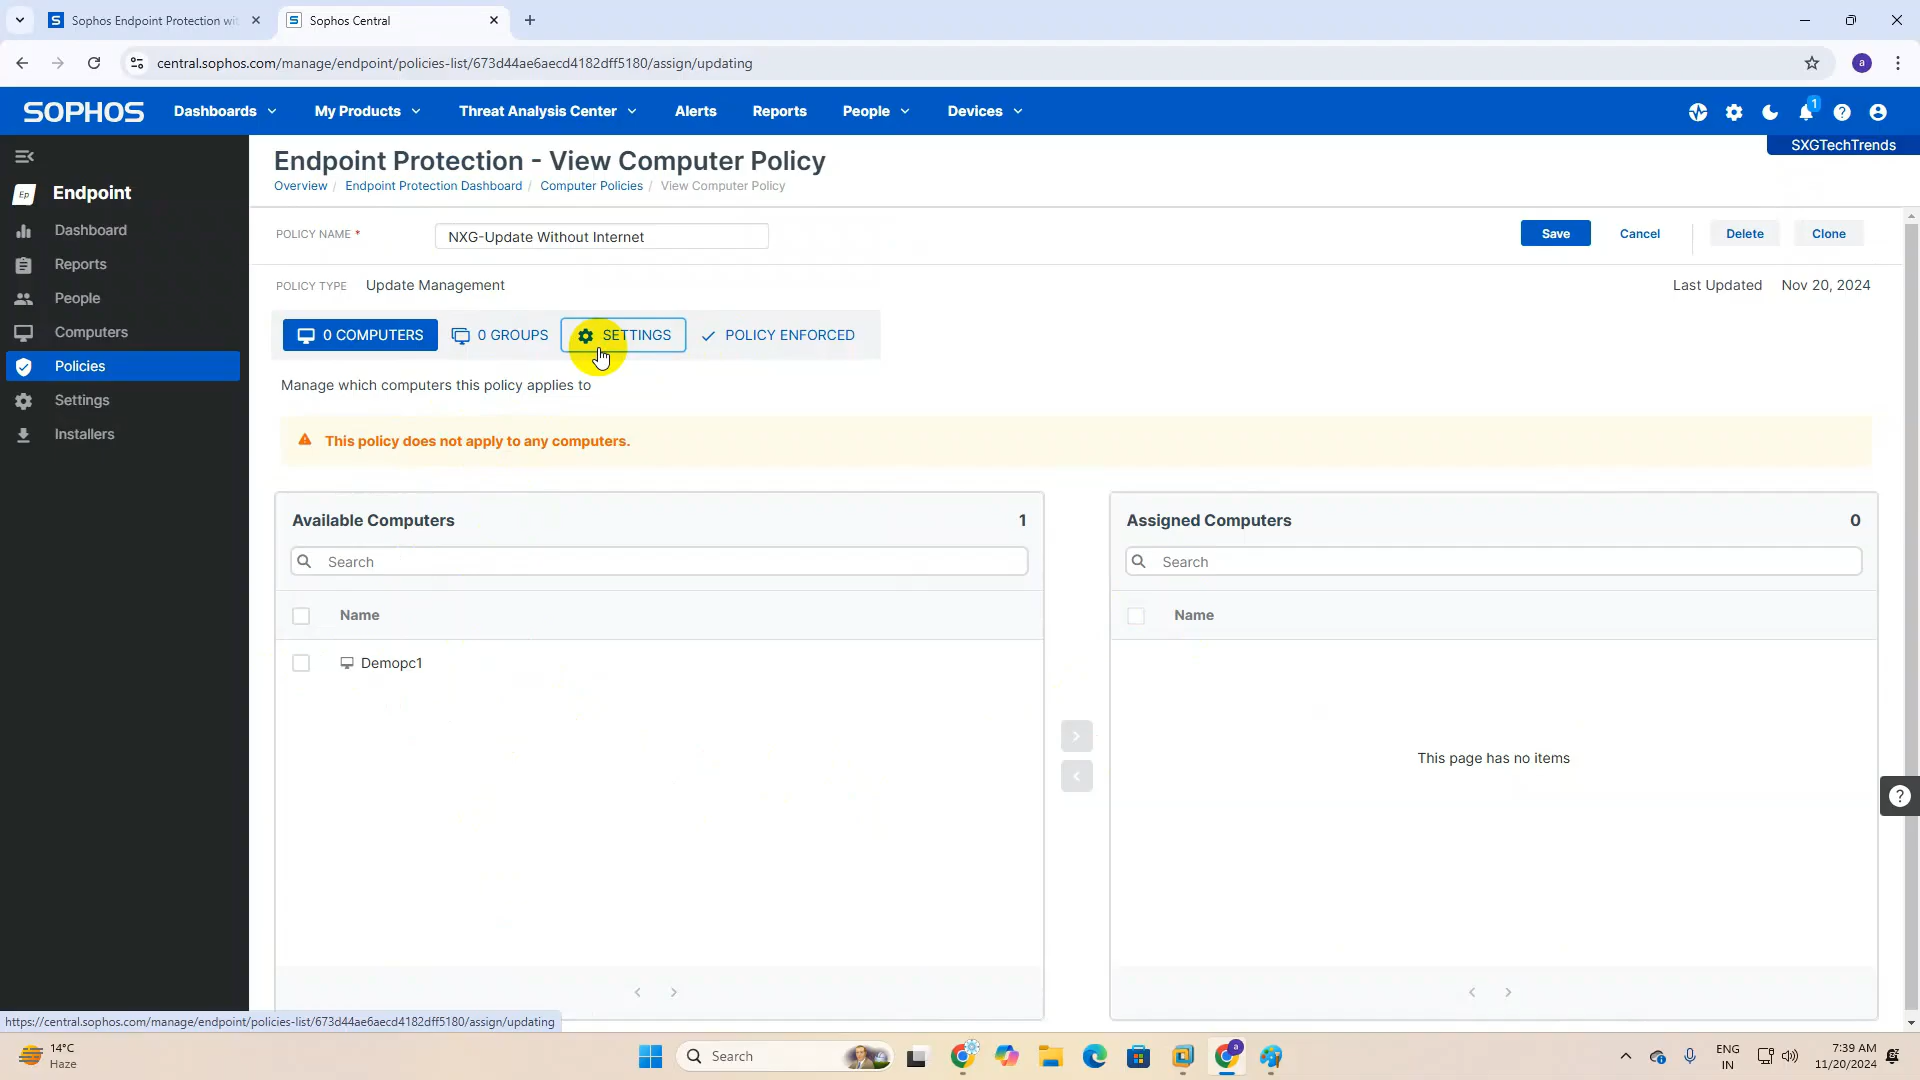 Sophos Endpoint Protection wi
Sophos Central
central.sophos.com/manage/endpoint/policies-list/673d44ae6aecd4182dff5180/assign/updating
a
SOPHOS
Dashboards
My Products
Threat Analysis Center
Alerts
Reports
People
Devices
1
SXGTechTrends
Ep
Endpoint
Dashboard
Reports
People
Computers
Policies
Settings
Installers
Endpoint Protection - View Computer Policy
Overview / Endpoint Protection Dashboard / Computer Policies / View Computer Policy
POLICY NAME *
NXG-Update Without Internet
Save
Cancel
Delete
Clone
POLICY TYPE Update Management
Last Updated Nov 20, 2024
0 COMPUTERS
0 GROUPS
SETTINGS
POLICY ENFORCED
Manage which computers this policy applies to
This policy does not apply to any computers.
Available Computers 1
Search
Name
Demopc1
Assigned Computers 0
Search
Name
This page has no items
https://central.sophos.com/manage/endpoint/policies-list/673d44ae6aecd4182dff5180/assign/updating
14°C
Haze
Search
a
ENG
IN
7:39 AM
11/20/2024